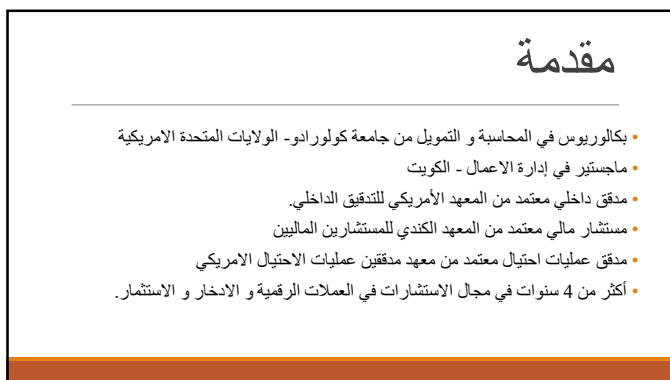 مقدمة
• بكالوريوس في المحاسبة و التمويل من جامعة كولورادو- الولايات المتحدة الامريكية
• ماجستير في إدارة الاعمال - الكويت
• مدقق داخلي معتمد من المعهد الأمريكي للتدقيق الداخلي.
• مستشار مالي معتمد من المعهد الكندي للمستشارين الماليين
• مدقق عمليات احتيال معتمد من معهد مدققين عمليات الاحتيال الامريكي
• أكثر من 4 سنوات في مجال الاستشارات في العملات الرقمية و الادخار و الاستثمار.